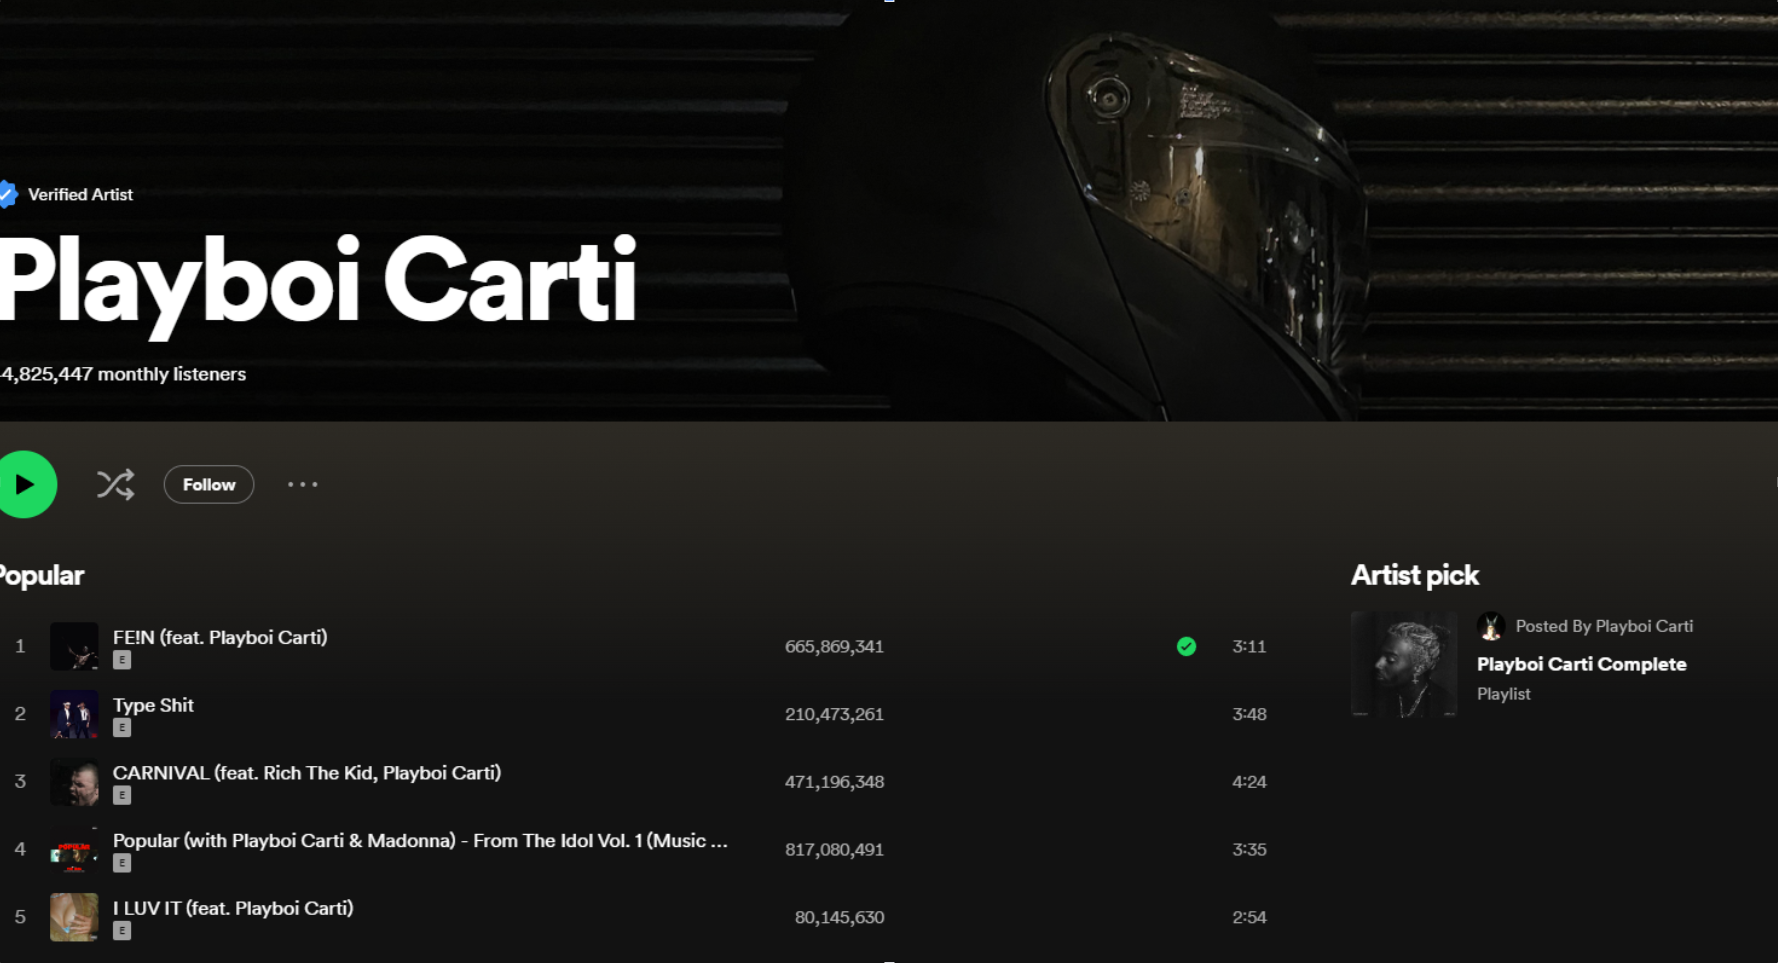 Verified Artist
Playboi Carti
4,825,447 monthly listeners
Follow
Popular
Artist pick
1
FE!N (feat. Playboi Carti)
E
665,869,341
3:11
Posted By Playboi Carti
Playboi Carti Complete
Playlist
2
Type Shit
E
210,473,261
3:48
3
CARNIVAL (feat. Rich The Kid, Playboi Carti)
E
471,196,348
4:24
4
Popular (with Playboi Carti & Madonna) - From The Idol Vol. 1 (Music ...
E
817,080,491
3:35
5
I LUV IT (feat. Playboi Carti)
E
80,145,630
2:54